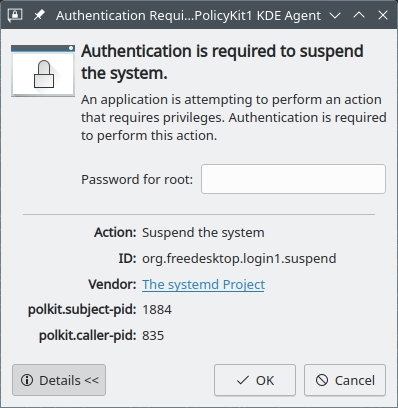 Authentication Requi...PolicyKit1 KDE Agent
Authentication is required to suspend
the system.
An application is attempting to perform an action
that requires privileges. Authentication is required
to perform this action.
Password for root:
Action: Suspend the system
ID: org.freedesktop.login1.suspend
Vendor: The systemd Project
polkit.subject-pid: 1884
polkit.caller-pid: 835
Details << OK Cancel